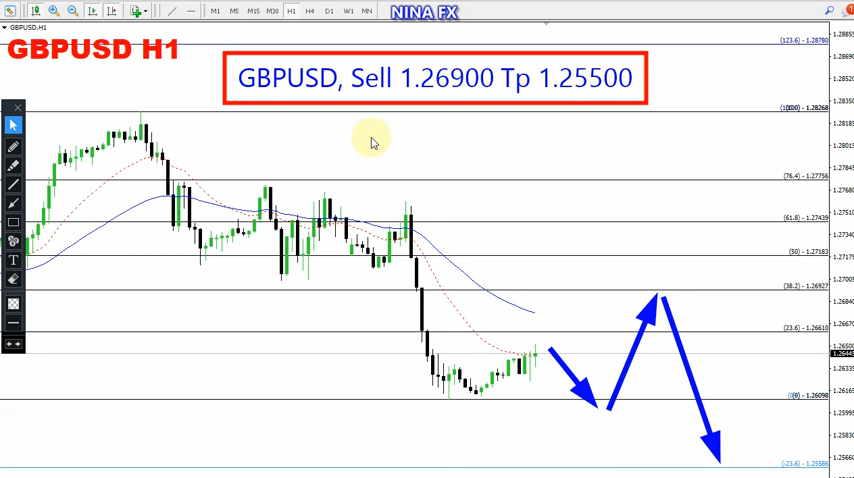 M1 M5 M15 M30 H1 H4 D1 W1 MN
NINA FX
GBPUSD,H1
GBPUSD H1
GBPUSD, Sell 1.26900 Tp 1.25500
(123.6) - 1.28780
(0.0) - 1.28268
(76.4) - 1.27756
(61.8) - 1.27439
(50) - 1.27183
(38.2) - 1.26927
(23.6) - 1.26610
(0) - 1.26098
(-23.6) - 1.25586
1.28855
1.28690
1.28520
1.28350
1.28185
1.28015
1.27845
1.27680
1.27510
1.27340
1.27175
1.27005
1.26840
1.26670
1.26500
1.26445
1.26335
1.26165
1.25995
1.25830
1.25660
T